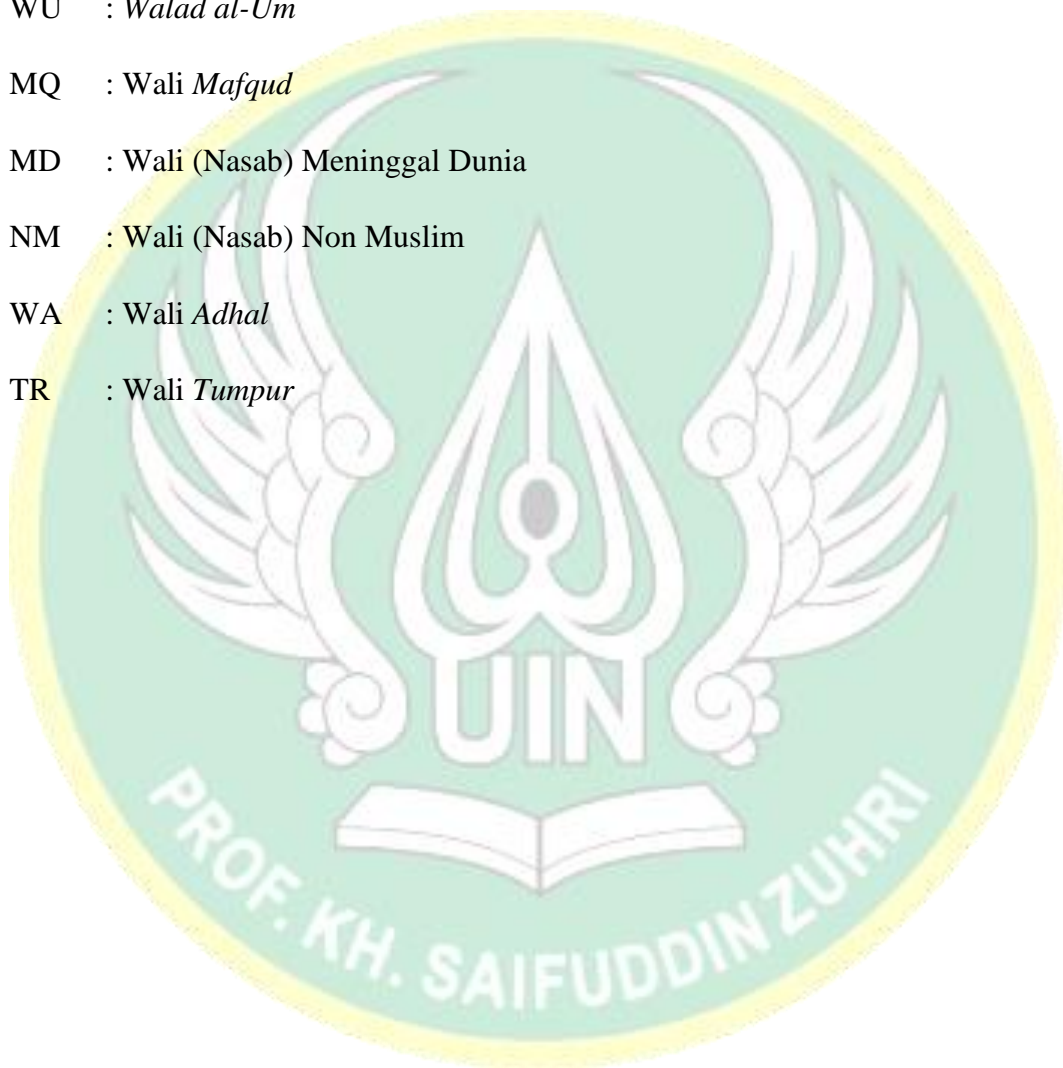 WU : Walad al-Um
MQ : Wali Mafqud
MD : Wali (Nasab) Meninggal Dunia
NM : Wali (Nasab) Non Muslim
WA : Wali Adhal
TR : Wali Tumpur
UIN
PROF. KH. SAIFUDDIN ZUHRI